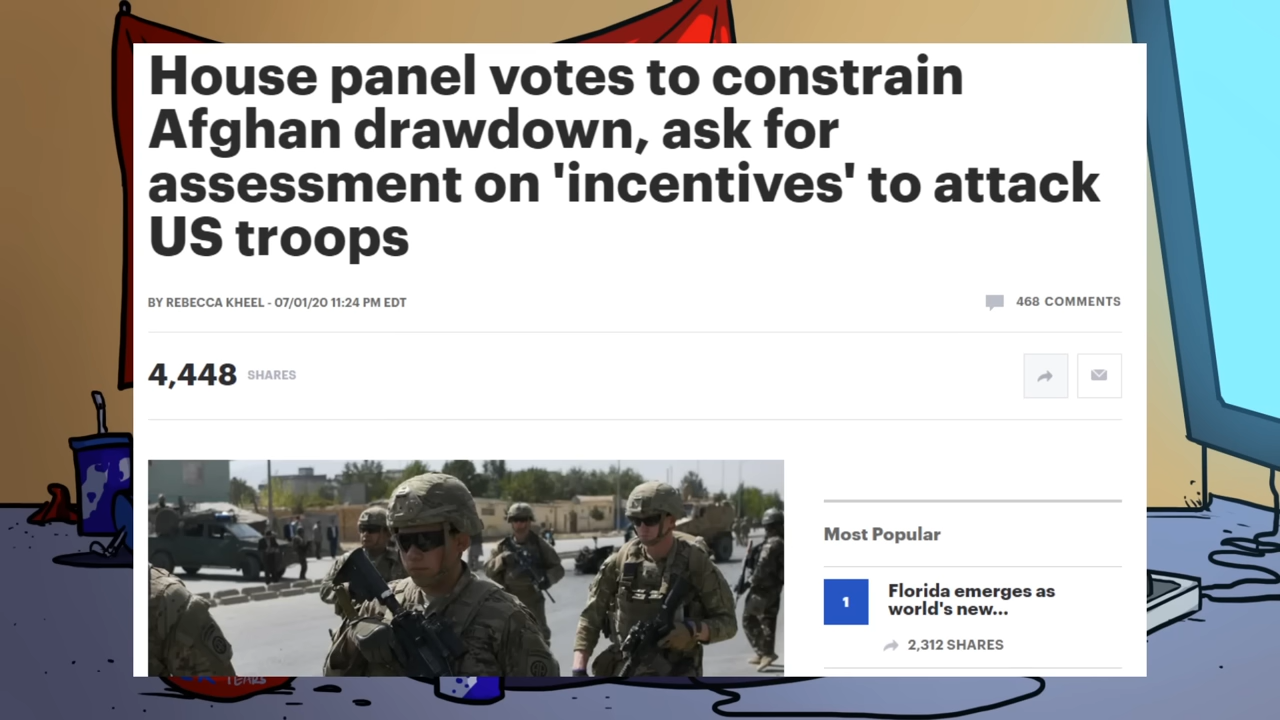 House panel votes to constrain
Afghan drawdown, ask for
assessment on 'incentives' to attack
US troops
BY REBECCA KHEEL - 07/01/20 11:24 PM EDT
468 COMMENTS
4,448 SHARES
Most Popular
1
Florida emerges as
world's new...
2,312 SHARES
TEARS